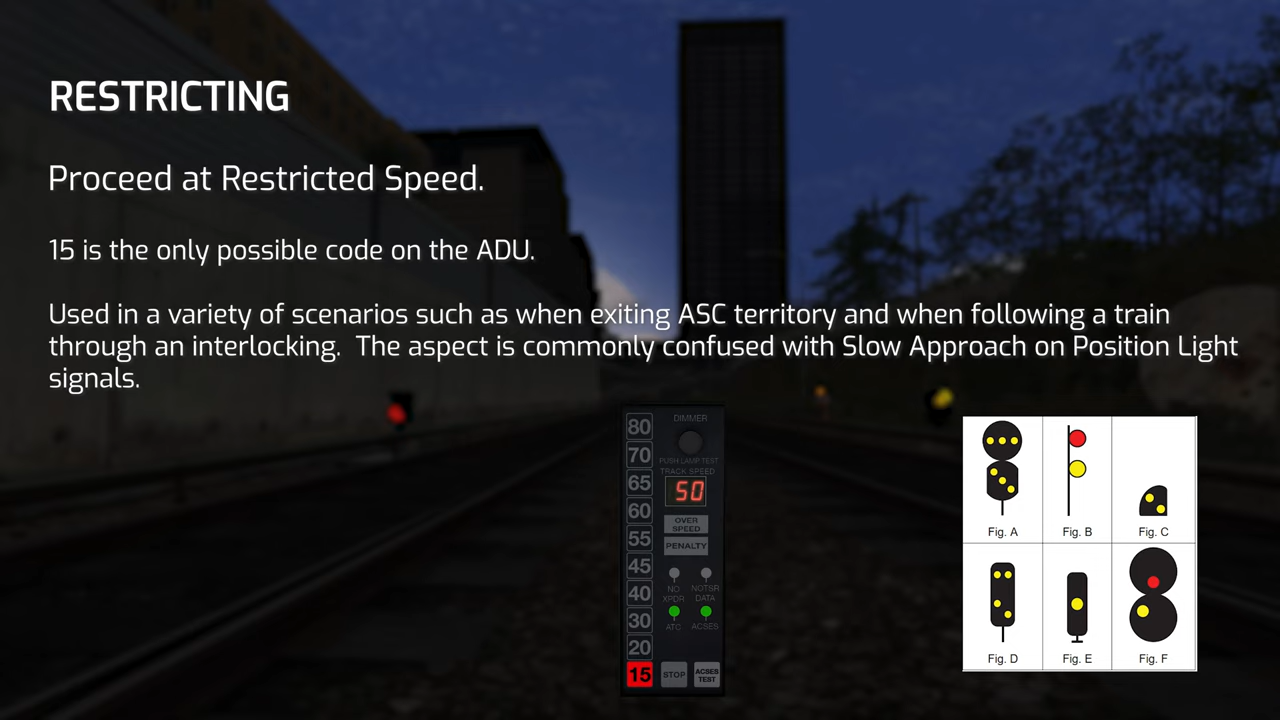 RESTRICTING
Proceed at Restricted Speed.
15 is the only possible code on the ADU.
Used in a variety of scenarios such as when exiting ASC territory and when following a train
through an interlocking.  The aspect is commonly confused with Slow Approach on Position Light
signals.
80
70
65
60
55
45
40
30
20
15
DIMMER
PUSH LAMP TEST
TRACK SPEED
50
OVER
SPEED
PENALTY
NO
XPDR
NOTSR
DATA
ATC
ACSES
STOP
ACSES
TEST
Fig. A
Fig. B
Fig. C
Fig. D
Fig. E
Fig. F